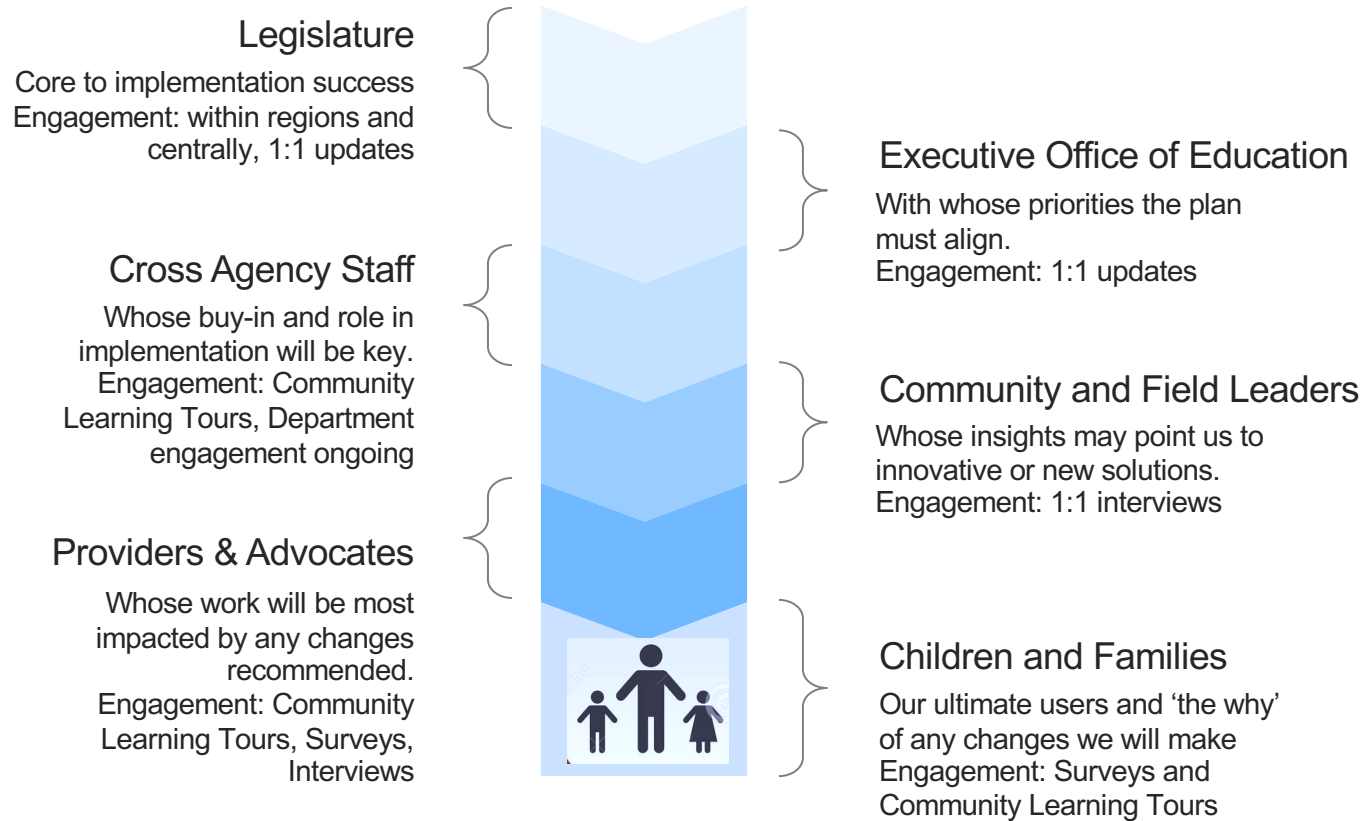 Legislature
Core to implementation success
Engagement: within regions and
centrally, 1:1 updates
Executive Office of Education
With whose priorities the plan
must align.
Engagement: 1:1 updates
Cross Agency Staff
Whose buy-in and role in
implementation will be key.
Engagement: Community
Learning Tours, Department
engagement ongoing
Community and Field Leaders
Whose insights may point us to
innovative or new solutions.
Engagement: 1:1 interviews
Providers & Advocates
Whose work will be most
impacted by any changes
recommended.
Engagement: Community
Learning Tours, Surveys,
Interviews
Children and Families
Our ultimate users and ‘the why’
of any changes we will make
Engagement: Surveys and
Community Learning Tours